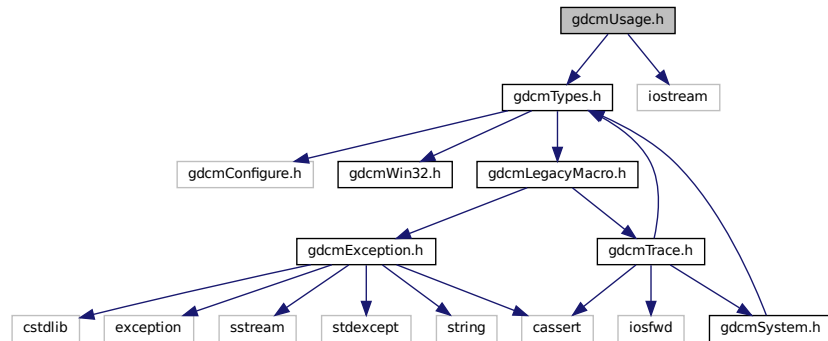 gdcmUsage.h
gdcmTypes.h
iostream
gdcmConfigure.h
gdcmWin32.h
gdcmLegacyMacro.h
gdcmException.h
gdcmTrace.h
cstdlib
exception
sstream
stdexcept
string
cassert
iosfwd
gdcmSystem.h